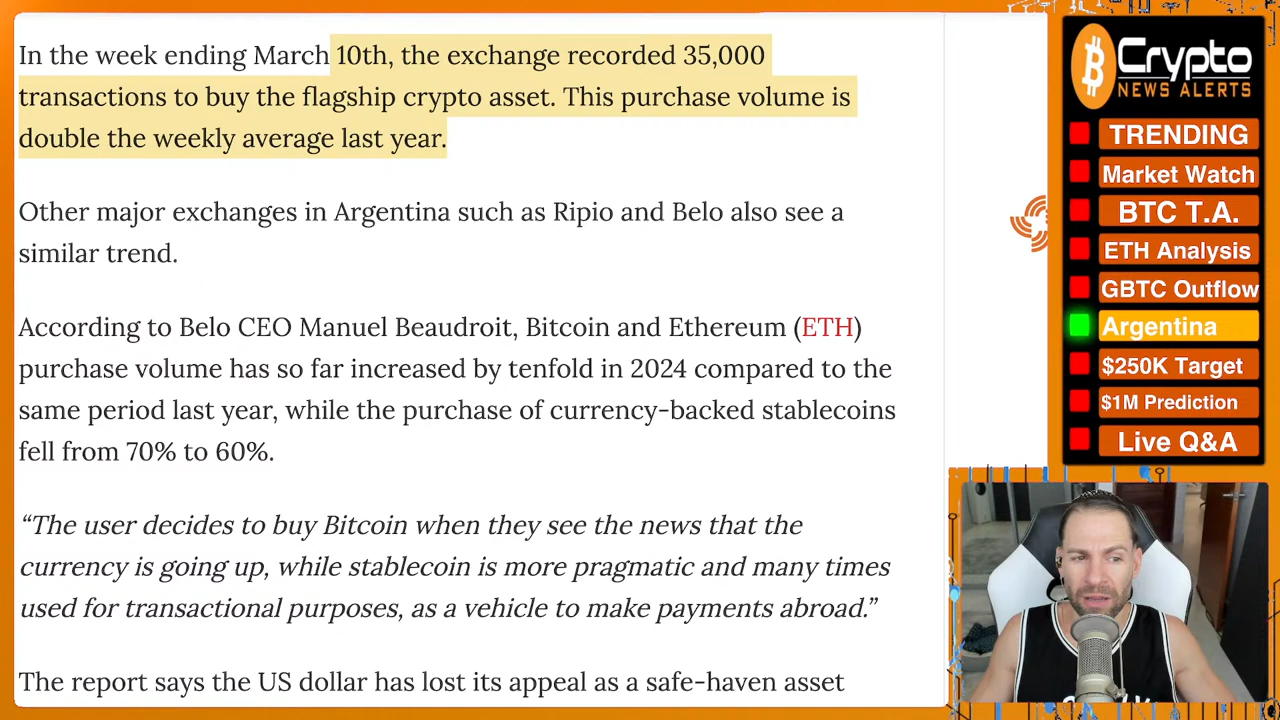 In the week ending March 10th, the exchange recorded 35,000
transactions to buy the flagship crypto asset. This purchase volume is
double the weekly average last year.
Other major exchanges in Argentina such as Ripio and Belo also see a
similar trend.
According to Belo CEO Manuel Beaudroit, Bitcoin and Ethereum (ETH)
purchase volume has so far increased by tenfold in 2024 compared to the
same period last year, while the purchase of currency-backed stablecoins
fell from 70% to 60%.
“The user decides to buy Bitcoin when they see the news that the
currency is going up, while stablecoin is more pragmatic and many times
used for transactional purposes, as a vehicle to make payments abroad.”
The report says the US dollar has lost its appeal as a safe-haven asset
Crypto
NEWS ALERTS
TRENDING
Market Watch
BTC T.A.
ETH Analysis
GBTC Outflow
Argentina
$250K Target
$1M Prediction
Live Q&A